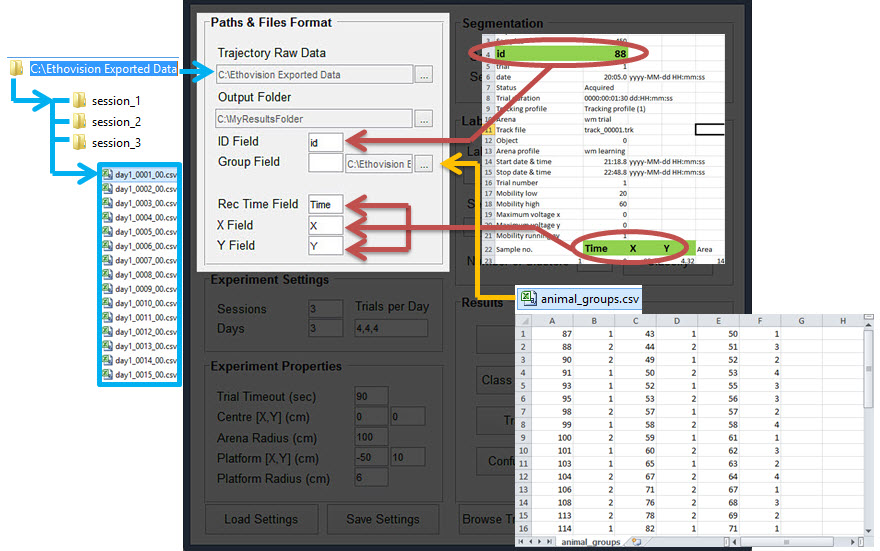 C:\Ethovision Exported Data
session_1
session_2
session_3
day1_0001_00.csv
day1_0002_00.csv
day1_0003_00.csv
day1_0004_00.csv
day1_0005_00.csv
day1_0006_00.csv
day1_0007_00.csv
day1_0008_00.csv
day1_0009_00.csv
day1_0010_00.csv
day1_0011_00.csv
day1_0012_00.csv
day1_0013_00.csv
day1_0014_00.csv
day1_0015_00.csv
Paths & Files Format
Trajectory Raw Data
C:\Ethovision Exported Data ...
Output Folder
C:\MyResultsFolder ...
ID Field id
Group Field C:\Ethovision E ...
Rec Time Field Time
X Field X
Y Field Y
Experiment Settings
Sessions 3 Trials per Day
Days 3 4,4,4
Experiment Properties
Trial Timeout (sec) 90
Centre [X,Y] (cm) 0 0
Arena Radius (cm) 100
Platform [X,Y] (cm) -50 10
Platform Radius (cm) 6
Load Settings Save Settings Browse Tr
Segmentation
4 id 88
5 trial 1
6 date 20:05.0 yyyy-MM-dd HH:mm:ss
7 Status Acquired
8 Trial duration 0000:00:01:30 dd:HH:mm:ss
9 Tracking profile Tracking profile (1)
10 Arena wm trial
11 Track file track_00001.trk
12 Object 0
13 Arena profile wm learning
14 Start date & time 21:18.8 yyyy-MM-dd HH:mm:ss
15 Stop date & time 22:48.8 yyyy-MM-dd HH:mm:ss
16 Trial number 1
17 Mobility low 20
18 Mobility high 60
19 Maximum voltage x 0
20 Maximum voltage y 0
21 Mobility running av 1
22 Sample no. Time X Y Area
23
Results
Class
Tr
Confu
animal_groups.csv
A B C D E F G H
1 87 1 43 1 50 1
2 88 2 44 2 51 3
3 90 2 49 1 52 2
4 91 1 50 2 53 4
5 93 1 52 1 55 3
6 95 1 53 2 56 3
7 98 2 57 1 57 2
8 99 1 58 2 58 4
9 100 2 59 1 61 1
10 101 1 60 2 62 3
11 103 1 65 1 63 2
12 104 2 67 2 64 4
13 106 2 71 2 67 1
14 108 2 76 2 68 3
15 113 2 78 2 69 2
16 114 1 82 1 71 1
animal_groups